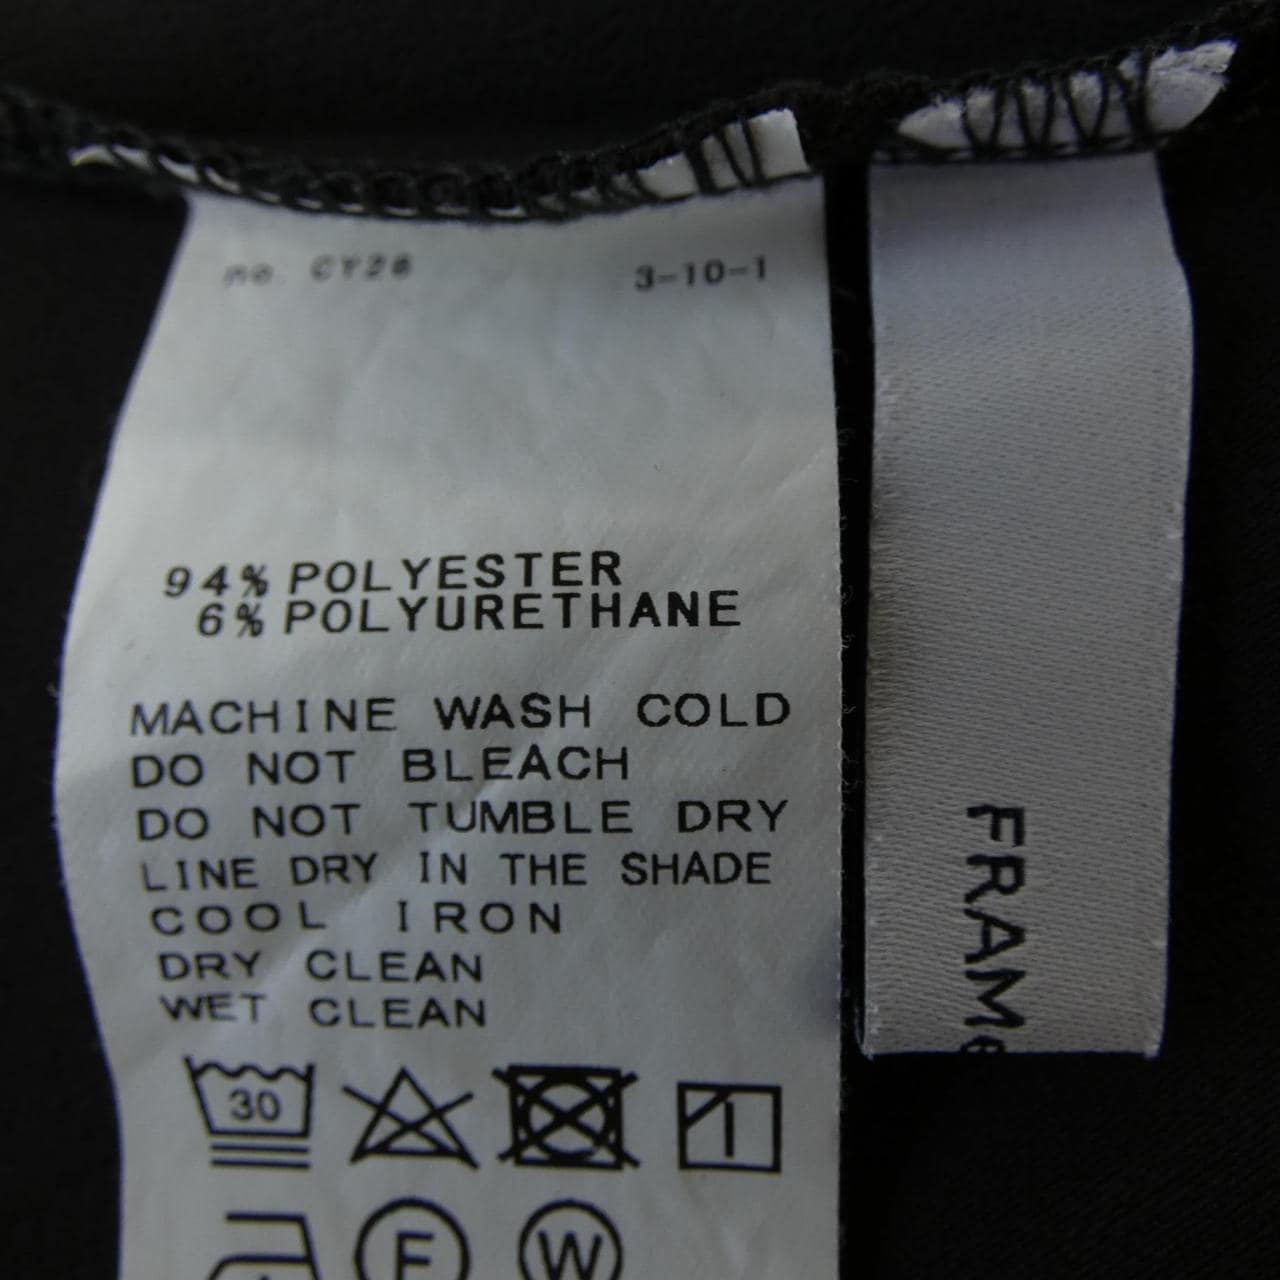 no. CY26 3-10-1
94% POLYESTER
6% POLYURETHANE
MACHINE WASH COLD
DO NOT BLEACH
DO NOT TUMBLE DRY
LINE DRY IN THE SHADE
COOL IRON
DRY CLEAN
WET CLEAN
30
F
W